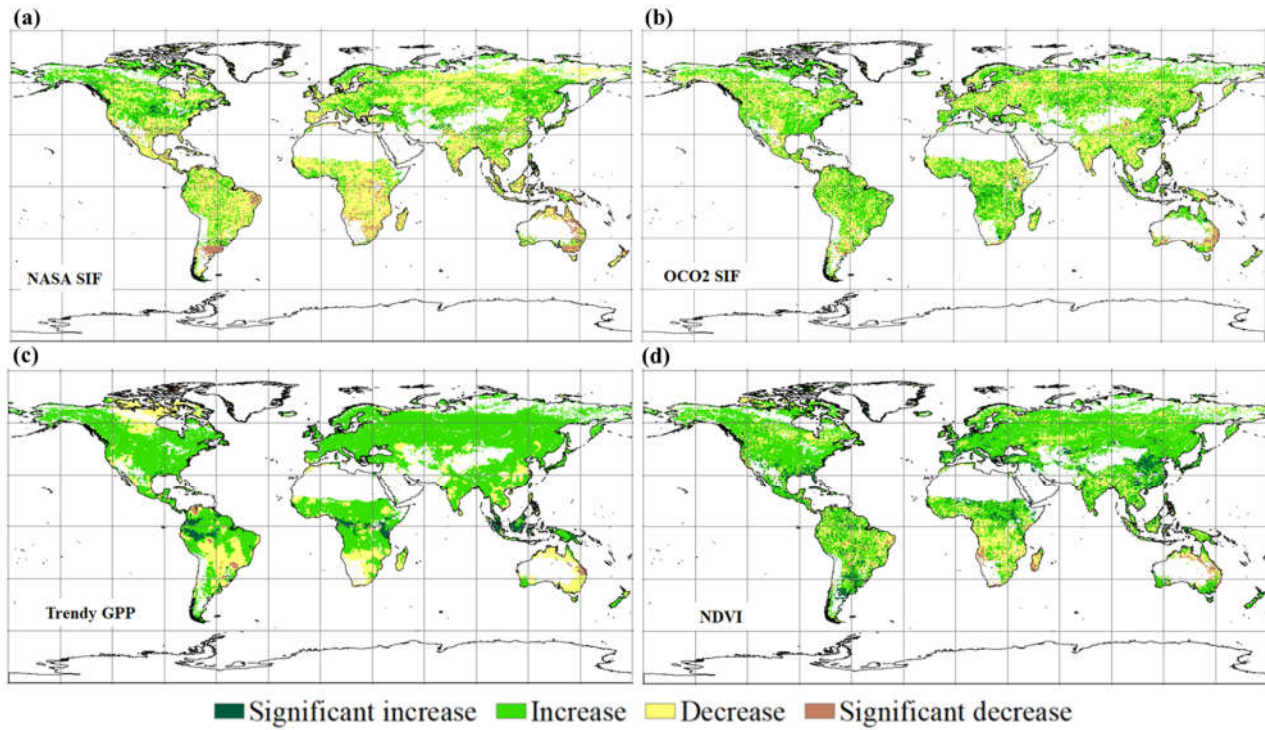 (a)
(b)
NASA SIF
OCO2 SIF
(c)
(d)
Trendy GPP
NDVI
Significant increase Increase Decrease Significant decrease